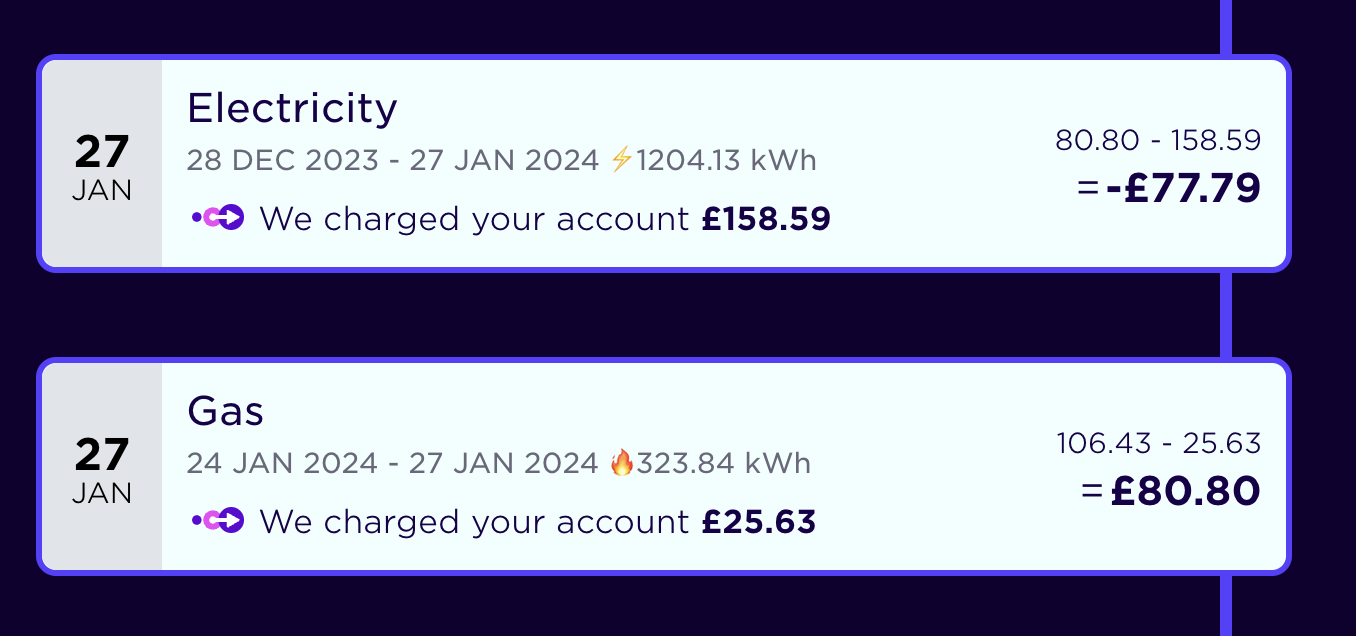 27
JAN
Electricity
28 DEC 2023 - 27 JAN 2024 ⚡1204.13 kWh
We charged your account £158.59
80.80 - 158.59
= -£77.79
27
JAN
Gas
24 JAN 2024 - 27 JAN 2024 🔥323.84 kWh
We charged your account £25.63
106.43 - 25.63
= £80.80